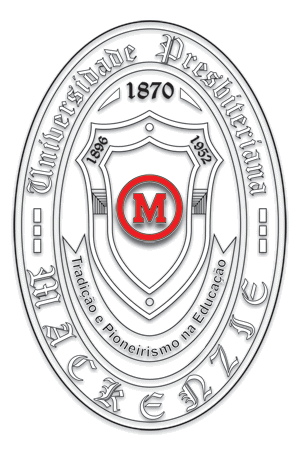 Universidade Presbiteriana
1870
1896
1952
M
Tradição e Pioneirismo na Educação
MACKENZIE